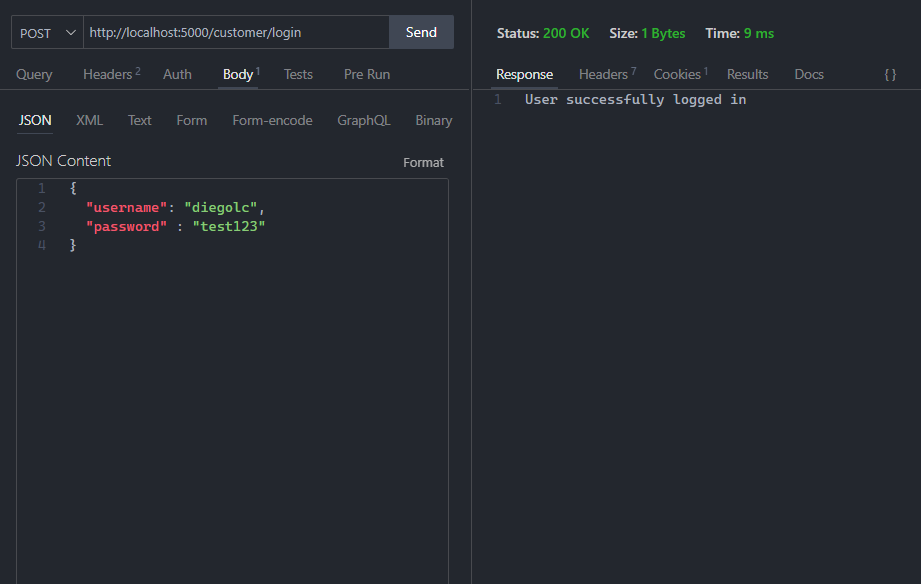 POST http://localhost:5000/customer/login Send
Query Headers 2 Auth Body 1 Tests Pre Run
JSON XML Text Form Form-encode GraphQL Binary
JSON Content Format
1 {
2 "username": "diegolc",
3 "password" : "test123"
4 }
Status: 200 OK Size: 1 Bytes Time: 9 ms
Response Headers 7 Cookies 1 Results Docs { }
1 User successfully logged in